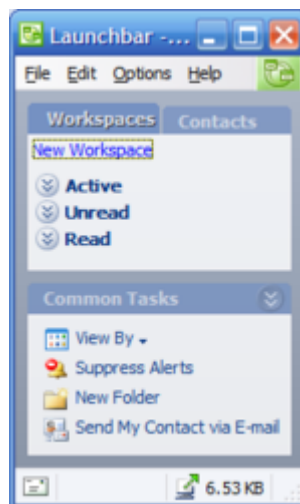 Launchbar -...
File Edit Options Help
Workspaces Contacts
New Workspace
Active
Unread
Read
Common Tasks
View By
Suppress Alerts
New Folder
Send My Contact via E-mail
6.53 KB